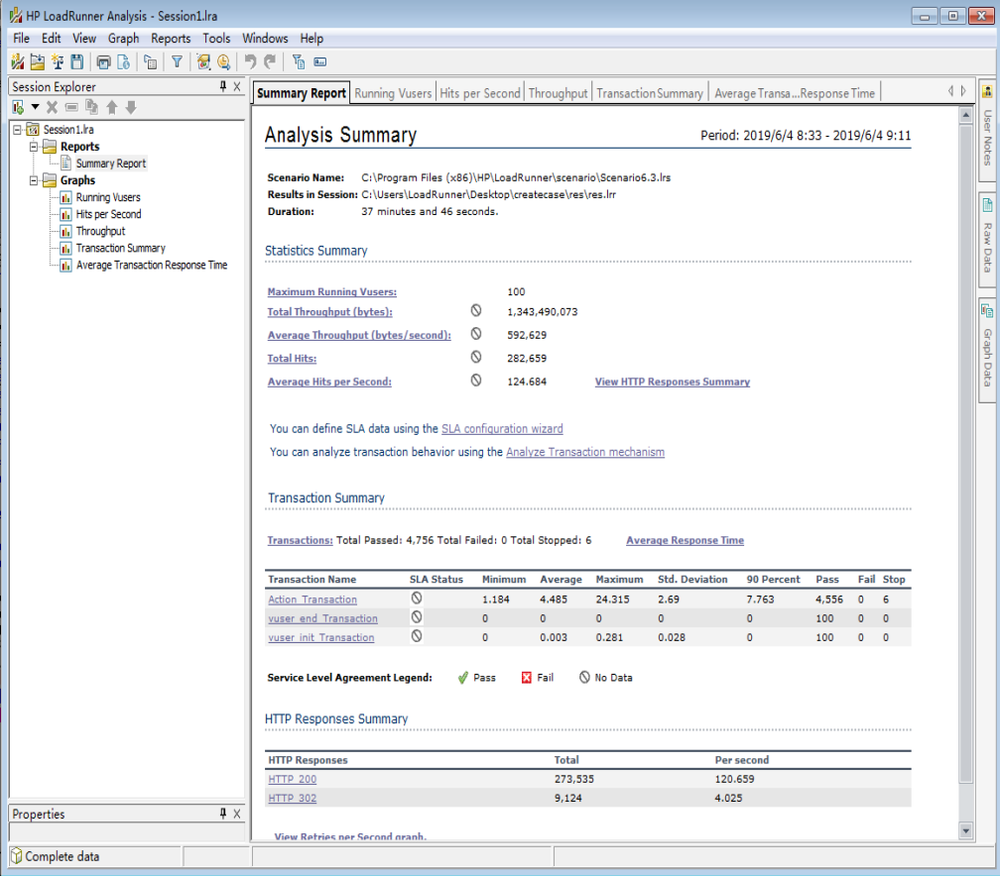 HP LoadRunner Analysis - Session1.lra
File Edit View Graph Reports Tools Windows Help
Session Explorer
Session1.lra
Reports
Summary Report
Graphs
Running Vusers
Hits per Second
Throughput
Transaction Summary
Average Transaction Response Time
Properties
Complete data
Summary Report Running Vusers Hits per Second Throughput Transaction Summary Average Transa...Response Time
Analysis Summary Period: 2019/6/4 8:33 - 2019/6/4 9:11
Scenario Name: C:\Program Files (x86)\HP\LoadRunner\scenario\Scenario6.3.lrs
Results in Session: C:\Users\LoadRunner\Desktop\createcase\res\res.lrr
Duration: 37 minutes and 46 seconds.
Statistics Summary
Maximum Running Vusers: 100
Total Throughput (bytes): 1,343,490,073
Average Throughput (bytes/second): 592,629
Total Hits: 282,659
Average Hits per Second: 124.684 View HTTP Responses Summary
You can define SLA data using the SLA configuration wizard
You can analyze transaction behavior using the Analyze Transaction mechanism
Transaction Summary
Transactions: Total Passed: 4,756 Total Failed: 0 Total Stopped: 6 Average Response Time
Transaction Name SLA Status Minimum Average Maximum Std. Deviation 90 Percent Pass Fail Stop
Action_Transaction 1.184 4.485 24.315 2.69 7.763 4,556 0 6
vuser_end_Transaction 0 0 0 0 0 100 0 0
vuser_init_Transaction 0 0.003 0.281 0.028 0 100 0 0
Service Level Agreement Legend: Pass Fail No Data
HTTP Responses Summary
HTTP Responses Total Per second
HTTP_200 273,535 120.659
HTTP_302 9,124 4.025
View Retries per Second graph.
User Notes
Raw Data
Graph Data